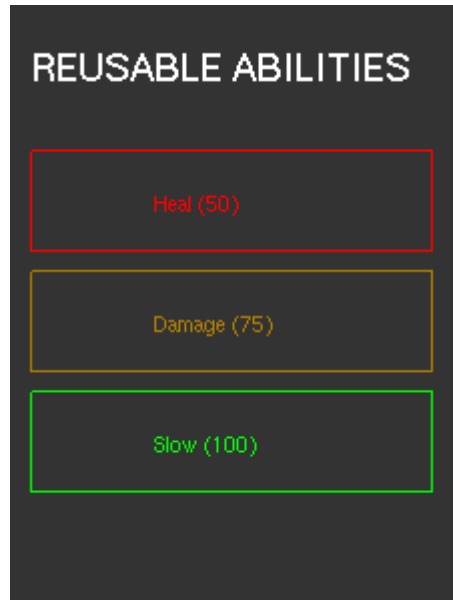 REUSABLE ABILITIES
Heal (50)
Damage (75)
Slow (100)